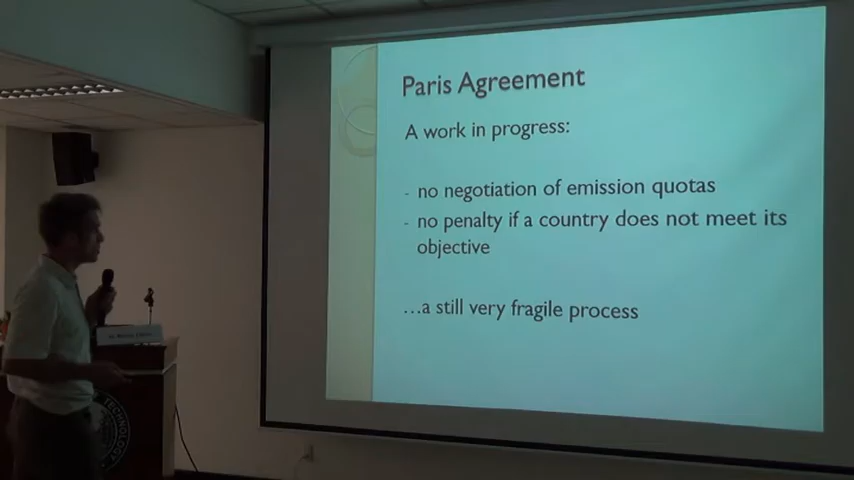 Paris Agreement
A work in progress:
- no negotiation of emission quotas
- no penalty if a country does not meet its
objective
...a still very fragile process
TECHNOLOGY